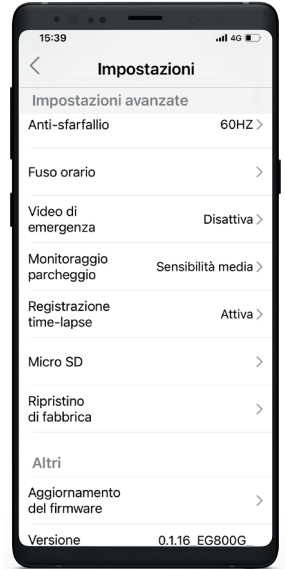 15:39
4G
Impostazioni
Impostazioni avanzate
Anti-sfarfallio 60HZ
Fuso orario
Video di
emergenza
Disattiva
Monitoraggio
parcheggio
Sensibilità media
Registrazione
time-lapse
Attiva
Micro SD
Ripristino
di fabbrica
Altri
Aggiornamento
del firmware
Versione 0.1.16_EG800G_